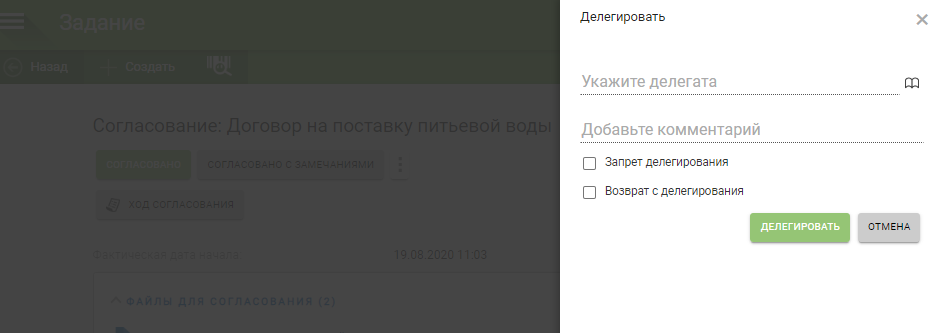 Задание
Назад
Создать
Согласование: Договор на поставку питьевой воды
СОГЛАСОВАНО
СОГЛАСОВАНО С ЗАМЕЧАНИЯМИ
ХОД СОГЛАСОВАНИЯ
Фактическая дата начала
19.08.2020 11:03
ФАЙЛЫ ДЛЯ СОГЛАСОВАНИЯ (2)
Делегировать
Укажите делегата
Добавьте комментарий
Запрет делегирования
Возврат с делегирования
ДЕЛЕГИРОВАТЬ
ОТМЕНА